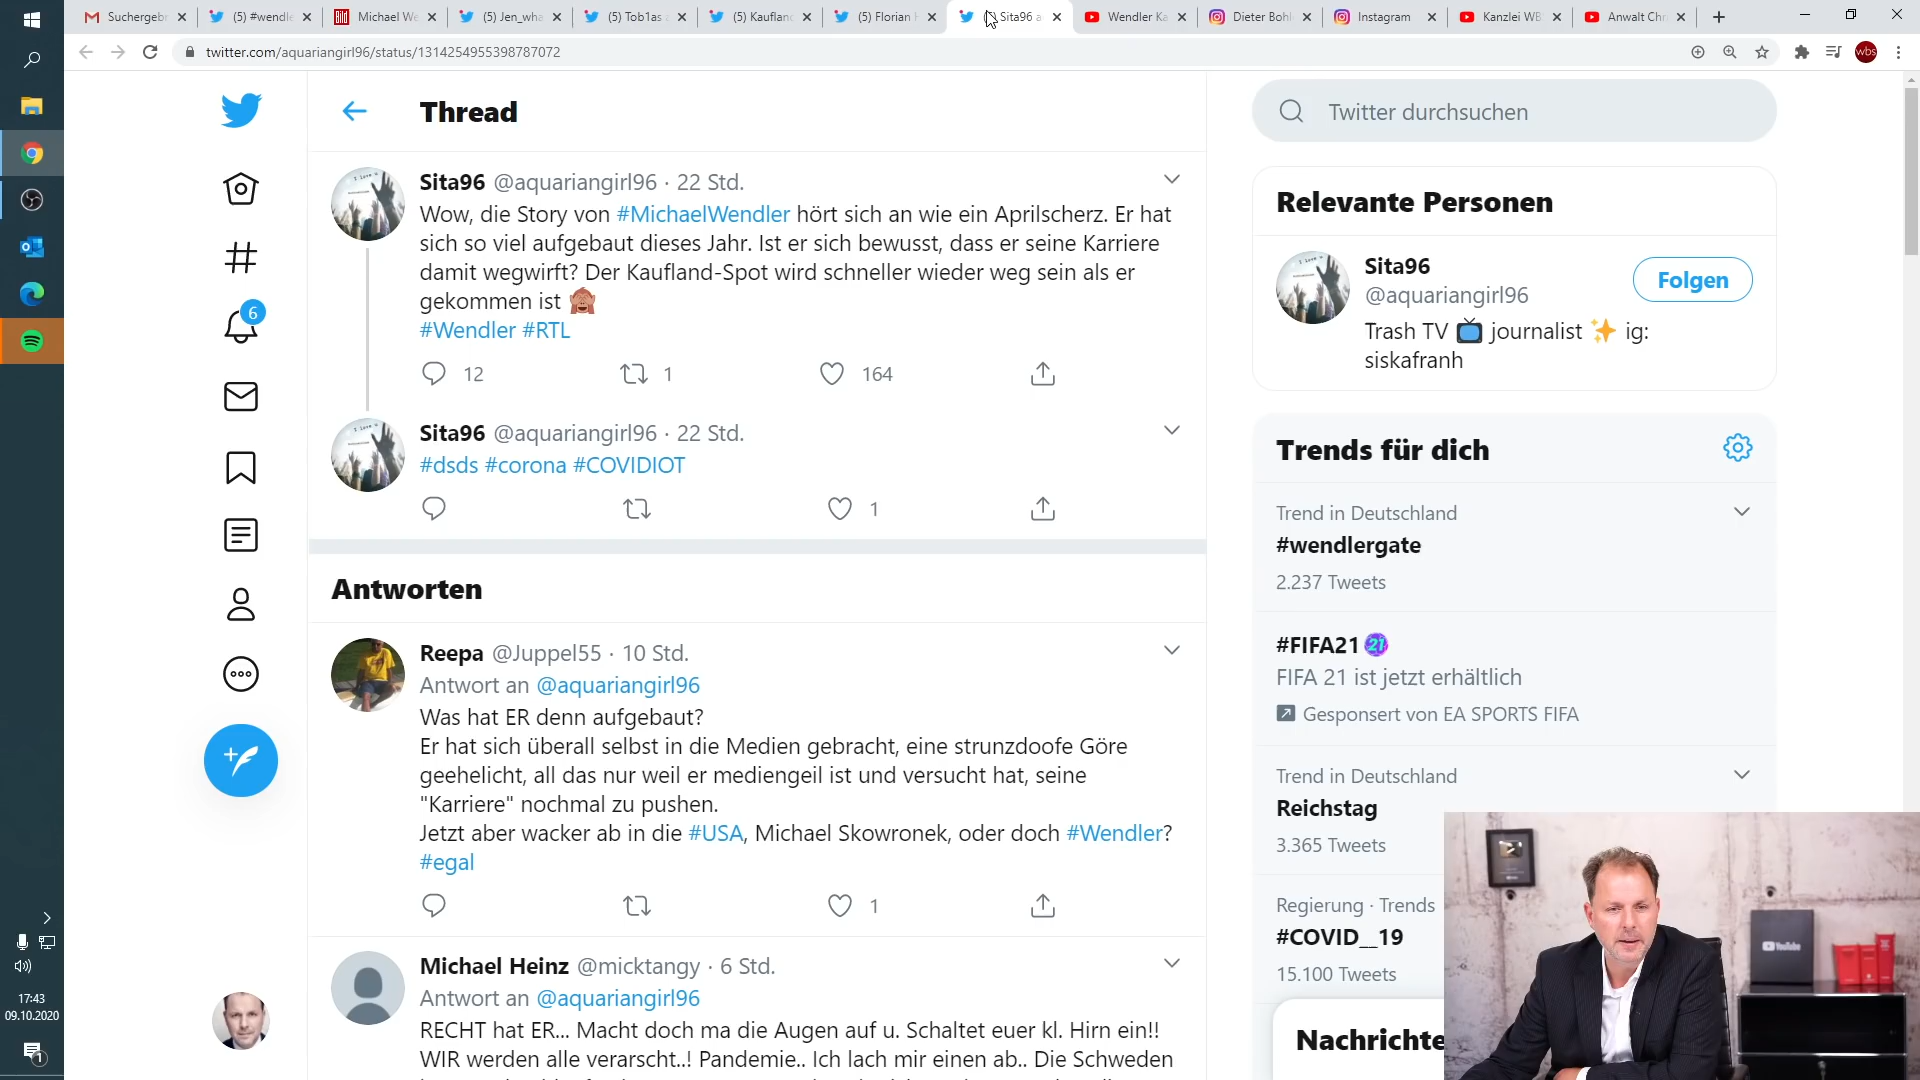 Suchergebr
(5) #wendle
Michael We
(5) Jen_wha
(5) Tob1as a
(5) Kauflan
(5) Florian
Sita96 a
Wendler Ka
Dieter Bohl
Instagram
Kanzlei WB
Anwalt Chr
twitter.com/aquariangirl96/status/1314254955398787072
wbs
Thread
Sita96 @aquariangirl96 · 22 Std.
Wow, die Story von #MichaelWendler hört sich an wie ein Aprilscherz. Er hat
sich so viel aufgebaut dieses Jahr. Ist er sich bewusst, dass er seine Karriere
damit wegwirft? Der Kaufland-Spot wird schneller wieder weg sein als er
gekommen ist 🙈
#Wendler #RTL
12
1
164
Sita96 @aquariangirl96 · 22 Std.
#dsds #corona #COVIDIOT
1
Antworten
Reepa @Juppel55 · 10 Std.
Antwort an @aquariangirl96
Was hat ER denn aufgebaut?
Er hat sich überall selbst in die Medien gebracht, eine strunzdoofe Göre
geehelicht, all das nur weil er mediengeil ist und versucht hat, seine
"Karriere" nochmal zu pushen.
Jetzt aber wacker ab in die #USA, Michael Skowronek, oder doch #Wendler?
#egal
1
Michael Heinz @micktangy · 6 Std.
Antwort an @aquariangirl96
RECHT hat ER... Macht doch ma die Augen auf u. Schaltet euer kl. Hirn ein!!
WIR werden alle verarscht..! Pandemie.. Ich lach mir einen ab.. Die Schweden
Twitter durchsuchen
Relevante Personen
Sita96
@aquariangirl96
Folgen
Trash TV 📺 journalist ✨ ig:
siskafranh
Trends für dich
Trend in Deutschland
#wendlergate
2.237 Tweets
#FIFA21
FIFA 21 ist jetzt erhältlich
Gesponsert von EA SPORTS FIFA
Trend in Deutschland
Reichstag
3.365 Tweets
Regierung · Trends
#COVID__19
15.100 Tweets
Nachrichte
YouTube
6
17:43
09.10.2020
1